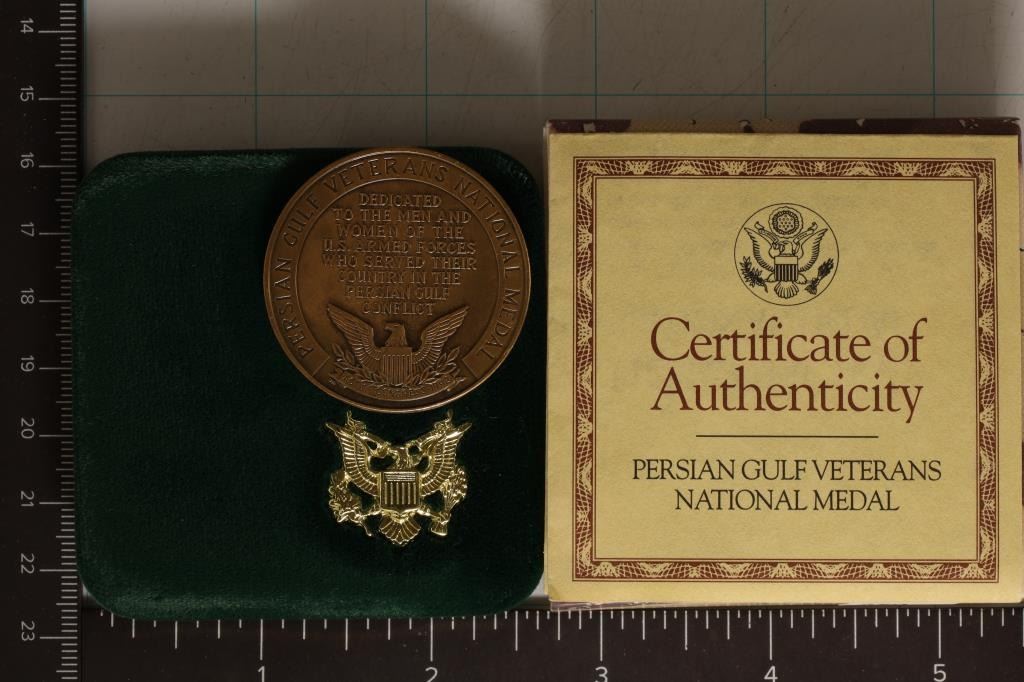 14
15
16
17
18
19
20
21
22
23
PERSIAN GULF VETERANS NATIONAL MEDAL
DEDICATED
TO THE MEN AND
WOMEN OF THE
U.S. ARMED FORCES
WHO SERVED THEIR
COUNTRY IN THE
PERSIAN GULF
CONFLICT
Certificate of
Authenticity
PERSIAN GULF VETERANS
NATIONAL MEDAL
1 2 3 4 5